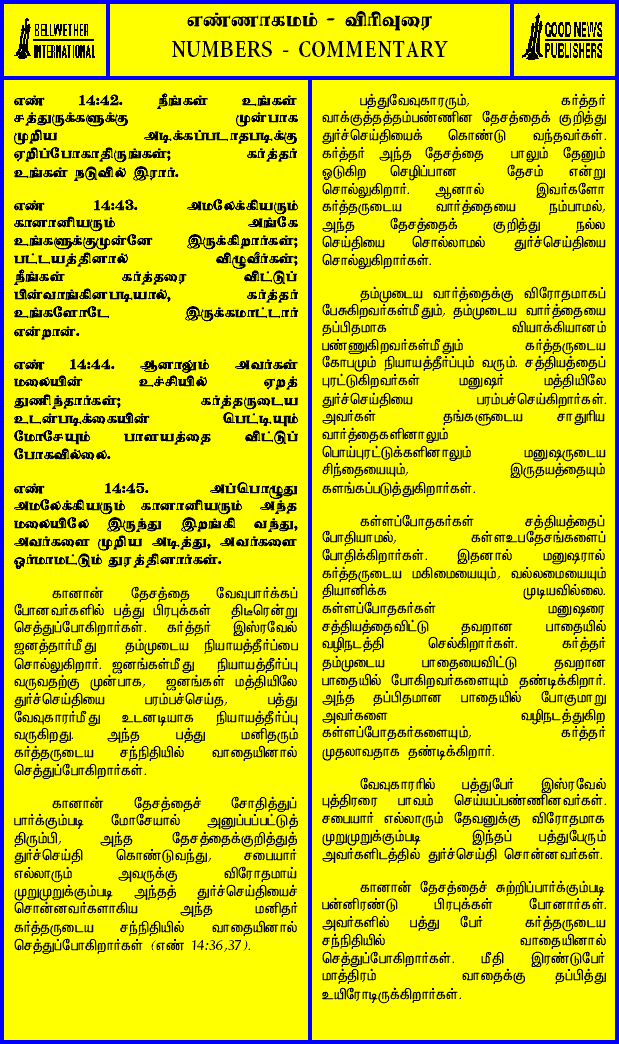 BELLWETHER
INTERNATIONAL
எண்ணாகமம் - விரிவுரை
NUMBERS - COMMENTARY
GOOD NEWS
PUBLISHERS
எண் 14:42. நீங்கள் உங்கள்
சத்துருக்களுக்கு முன்பாக
முறிய அடிக்கப்படாதபடிக்கு
ஏறிப்போகாதிருங்கள்; கர்த்தர்
உங்கள் நடுவில் இரார்.
எண் 14:43. அமலேக்கியரும்
கானானியரும் அங்கே
உங்களுக்குமுன்னே இருக்கிறார்கள்;
பட்டயத்தினால் விழுவீர்கள்;
நீங்கள் கர்த்தரை விட்டுப்
பின்வாங்கினபடியால், கர்த்தர்
உங்களோடே இருக்கமாட்டார்
என்றான்.
எண் 14:44. ஆனாலும் அவர்கள்
மலையின் உச்சியில் ஏறத்
துணிந்தார்கள்; கர்த்தருடைய
உடன்படிக்கையின் பெட்டியும்
மோசேயும் பாளயத்தை விட்டுப்
போகவில்லை.
எண் 14:45. அப்பொழுது
அமலேக்கியரும் கானானியரும் அந்த
மலையிலே இருந்து இறங்கி வந்து,
அவர்களை முறிய அடித்து, அவர்களை
ஓர்மாமட்டும் துரத்தினார்கள்.
கானான் தேசத்தை வேவுபார்க்கப்
போனவர்களில் பத்து பிரபுக்கள் திடீரென்று
செத்துப்போகிறார்கள். கர்த்தர் இஸ்ரவேல்
ஜனத்தார்மீது தம்முடைய நியாயத்தீர்ப்பை
சொல்லுகிறார். ஜனங்கள்மீது நியாயத்தீர்ப்பு
வருவதற்கு முன்பாக, ஜனங்கள் மத்தியிலே
துர்ச்செய்தியை பரம்பச்செய்த, பத்து
வேவுகாரர்மீது உடனடியாக நியாயத்தீர்ப்பு
வருகிறது. அந்த பத்து மனிதரும்
கர்த்தருடைய சந்நிதியில் வாதையினால்
செத்துப்போகிறார்கள்.
கானான் தேசத்தைச் சோதித்துப்
பார்க்கும்படி மோசேயால் அனுப்பப்பட்டுத்
திரும்பி, அந்த தேசத்தைக்குறித்துத்
துர்ச்செய்தி கொண்டுவந்து, சபையார்
எல்லாரும் அவருக்கு விரோதமாய்
முறுமுறுக்கும்படி அந்தத் துர்ச்செய்தியைச்
சொன்னவர்களாகிய அந்த மனிதர்
கர்த்தருடைய சந்நிதியில் வாதையினால்
செத்துப்போகிறார்கள் (எண் 14:36,37).
பத்துவேவுகாரரும், கர்த்தர்
வாக்குத்தத்தம்பண்ணின தேசத்தைக் குறித்து
துர்ச்செய்தியைக் கொண்டு வந்தவர்கள்.
கர்த்தர் அந்த தேசத்தை பாலும் தேனும்
ஓடுகிற செழிப்பான தேசம் என்று
சொல்லுகிறார். ஆனால் இவர்களோ
கர்த்தருடைய வார்த்தையை நம்பாமல்,
அந்த தேசத்தைக் குறித்து நல்ல
செய்தியை சொல்லாமல் துர்ச்செய்தியை
சொல்லுகிறார்கள்.
தம்முடைய வார்த்தைக்கு விரோதமாகப்
பேசுகிறவர்கள்மீதும், தம்முடைய வார்த்தையை
தப்பிதமாக வியாக்கியானம்
பண்ணுகிறவர்கள்மீதும் கர்த்தருடைய
கோபமும் நியாயத்தீர்ப்பும் வரும். சத்தியத்தைப்
புரட்டுகிறவர்கள் மனுஷர் மத்தியிலே
துர்ச்செய்தியை பரம்பச்செய்கிறார்கள்.
அவர்கள் தங்களுடைய சாதுரிய
வார்த்தைகளினாலும்
பொய்புரட்டுக்களினாலும் மனுஷருடைய
சிந்தையையும், இருதயத்தையும்
களங்கப்படுத்துகிறார்கள்.
கள்ளப்போதகர்கள் சத்தியத்தைப்
போதியாமல், கள்ளஉபதேசங்களைப்
போதிக்கிறார்கள். இதனால் மனுஷரால்
கர்த்தருடைய மகிமையையும், வல்லமையையும்
தியானிக்க முடியவில்லை.
கள்ளப்போதகர்கள் மனுஷரை
சத்தியத்தைவிட்டு தவறான பாதையில்
வழிநடத்தி செல்கிறார்கள். கர்த்தர்
தம்முடைய பாதையைவிட்டு தவறான
பாதையில் போகிறவர்களையும் தண்டிக்கிறார்.
அந்த தப்பிதமான பாதையில் போகுமாறு
அவர்களை வழிநடத்துகிற
கள்ளப்போதகர்களையும், கர்த்தர்
முதலாவதாக தண்டிக்கிறார்.
வேவுகாரரில் பத்துபேர் இஸ்ரவேல்
புத்திரரை பாவம் செய்யப்பண்ணினவர்கள்.
சபையார் எல்லாரும் தேவனுக்கு விரோதமாக
முறுமுறுக்கும்படி இந்தப் பத்துபேரும்
அவர்களிடத்தில் துர்ச்செய்தி சொன்னவர்கள்.
கானான் தேசத்தைச் சுற்றிப்பார்க்கும்படி
பன்னிரண்டு பிரபுக்கள் போனார்கள்.
அவர்களில் பத்து பேர் கர்த்தருடைய
சந்நிதியில் வாதையினால்
செத்துப்போகிறார்கள். மீதி இரண்டுபேர்
மாத்திரம் வாதைக்கு தப்பித்து
உயிரோடிருக்கிறார்கள்.